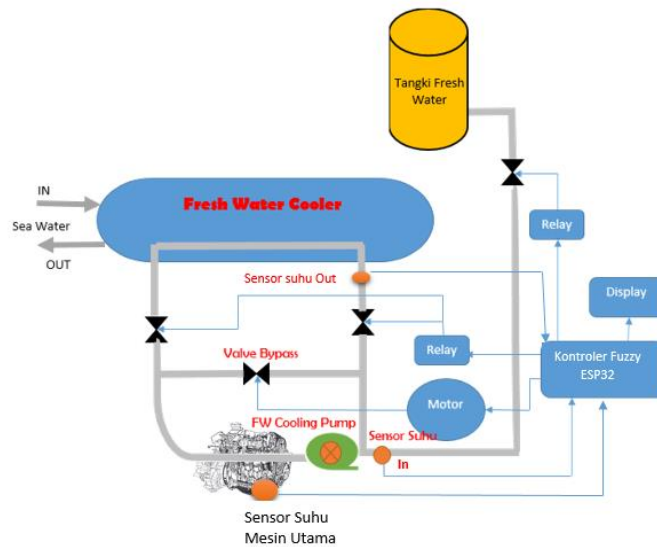 Tangki Fresh
Water
IN
Fresh Water Cooler
Sea Water
OUT
Relay
Sensor suhu Out
Display
Valve Bypass
Relay
Kontroler Fuzzy
ESP32
Motor
FW Cooling Pump
Sensor Suhu
In
Sensor Suhu
Mesin Utama